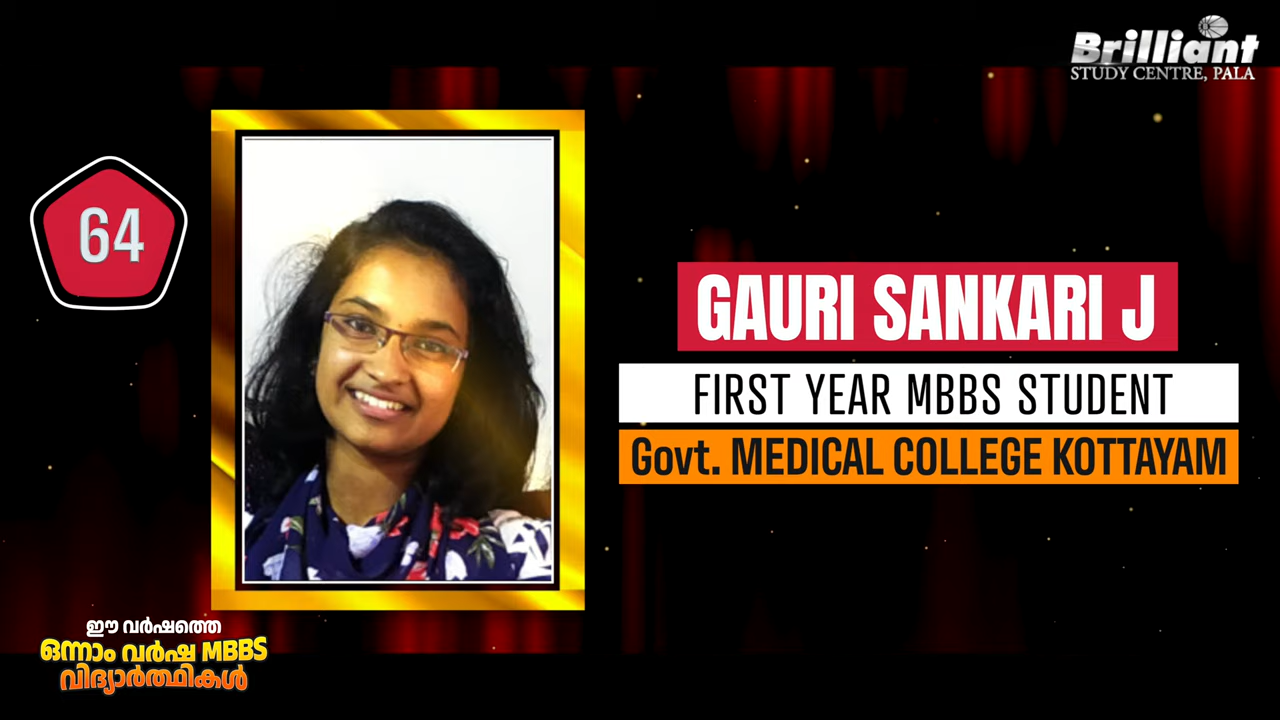 Brilliant
STUDY CENTRE, PALA
64
GAURI SANKARI J
FIRST YEAR MBBS STUDENT
Govt. MEDICAL COLLEGE KOTTAYAM
ഈ വർഷത്തെ
ഒന്നാം വർഷ MBBS
വിദ്യാർത്ഥികൾ